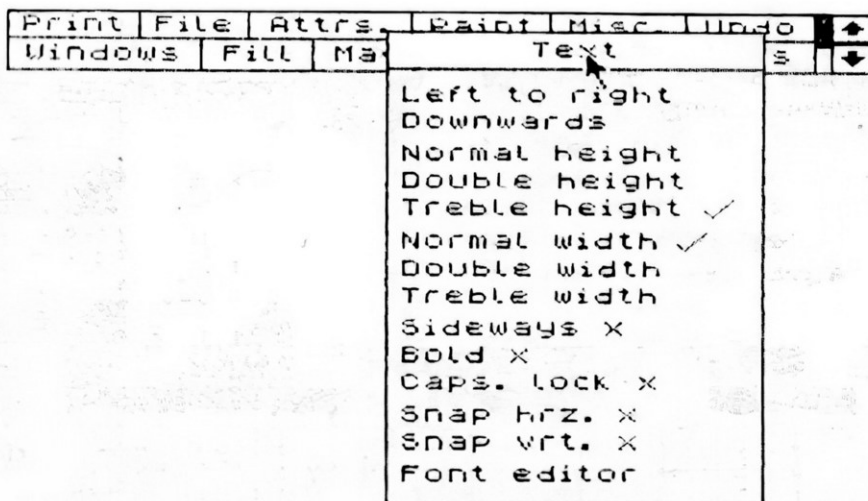 Print File Attrs. Paint Misc. Undo
Windows Fill
Text
Left to right
Downwards
Normal height
Double height
Treble height ✓
Normal width ✓
Double width
Treble width
Sideways ×
Bold ×
Caps. lock ×
Snap hrz. ×
Snap vrt. ×
Font editor